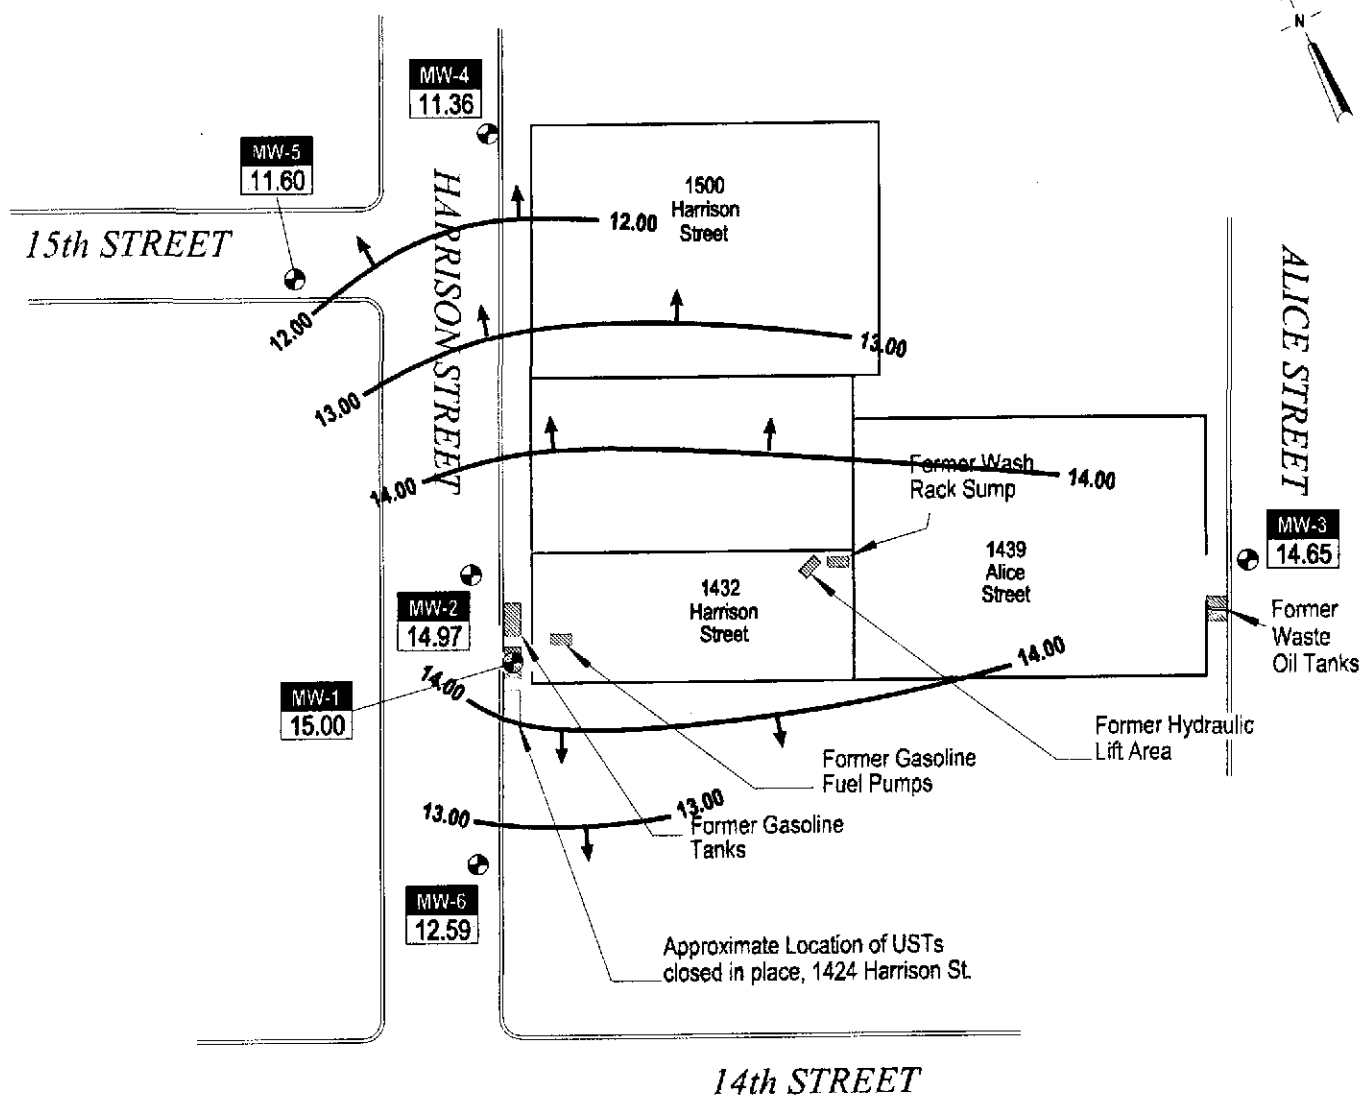 N
MW-4
11.36
MW-5
11.60
15th STREET
HARRISON STREET
1500
Harrison
Street
12.00
12.00
13.00
13.00
ALICE STREET
14.00
14.00
Former Wash
Rack Sump
MW-3
14.65
1439
Alice
Street
1432
Harrison
Street
MW-2
14.97
Former
Waste
Oil Tanks
14.00
14.00
MW-1
15.00
Former Hydraulic
Lift Area
Former Gasoline
Fuel Pumps
13.00
13.00
Former Gasoline
Tanks
MW-6
12.59
Approximate Location of USTs
closed in place, 1424 Harrison St.
14th STREET